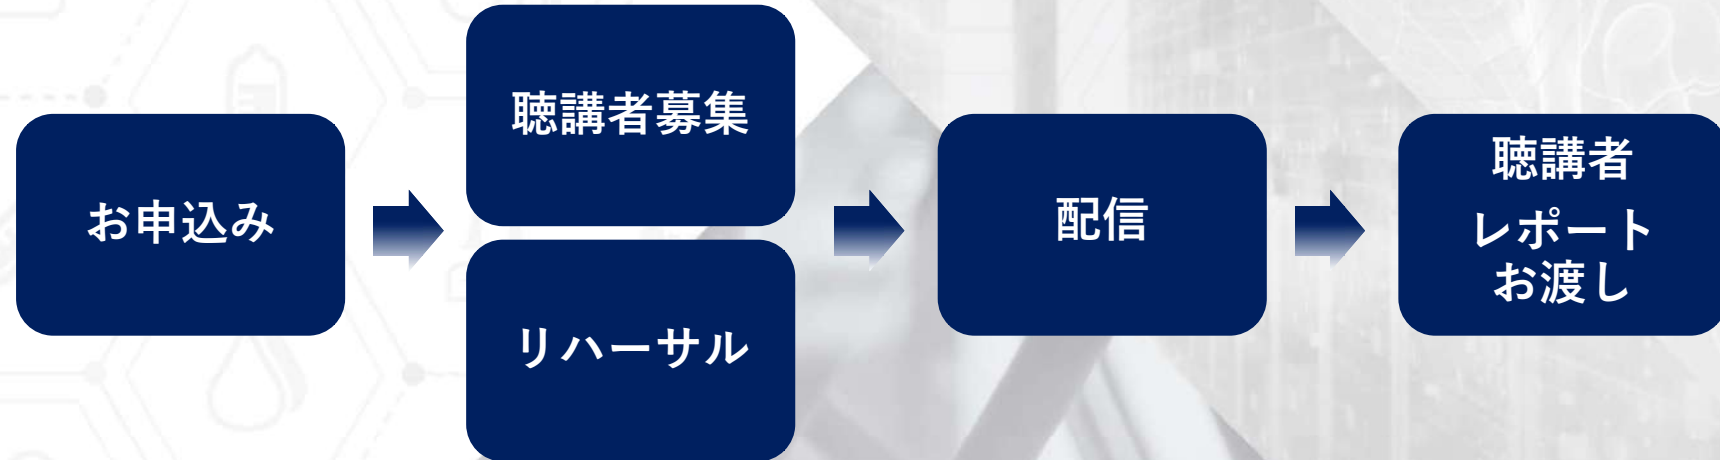 お申込み
聴講者募集
リハーサル
配信
聴講者
レポート
お渡し